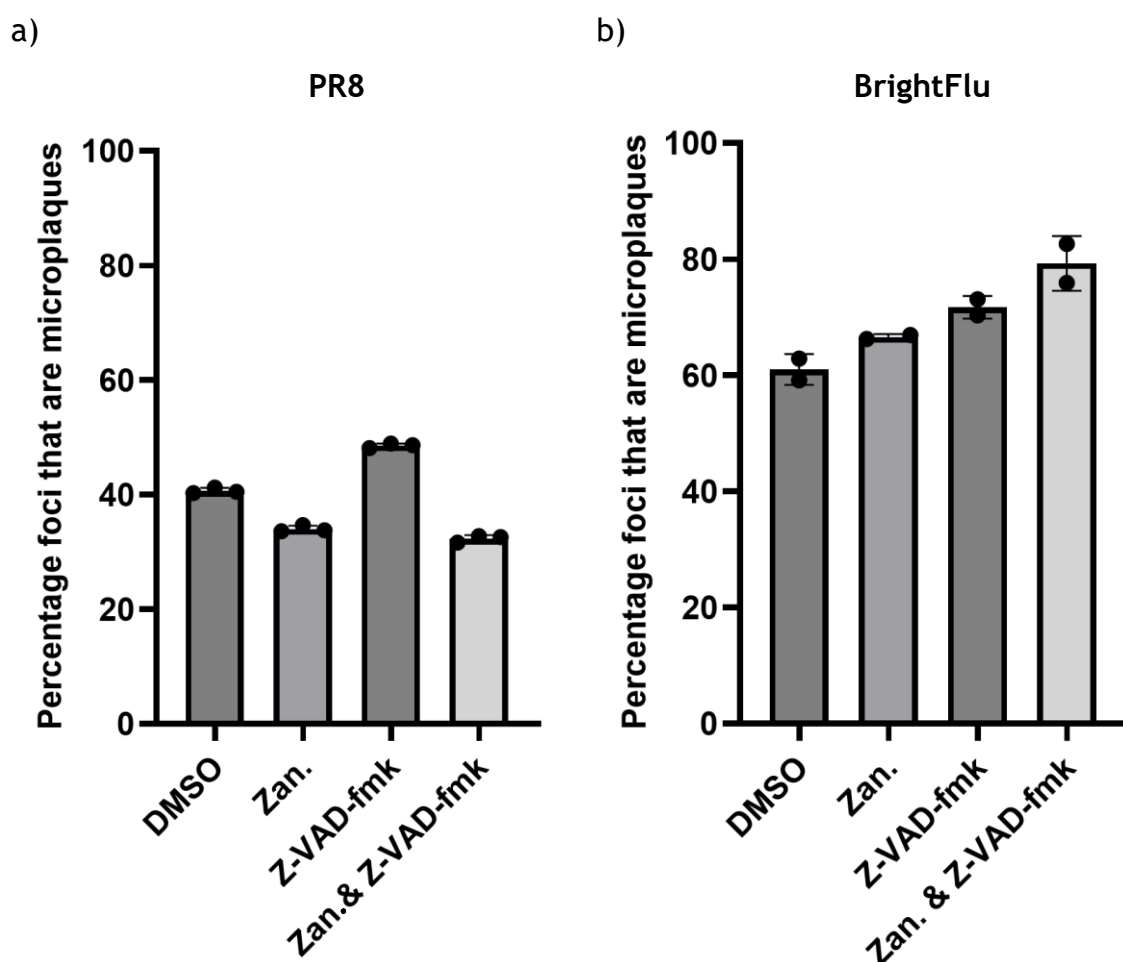 a)
PR8
Percentage foci that are microplaques
100
80
60
40
20
0
DMSO
Zan.
Z-VAD-fmk
Zan.& Z-VAD-fmk
b)
BrightFlu
Percentage foci that are microplaques
100
80
60
40
20
0
DMSO
Zan.
Z-VAD-fmk
Zan. & Z-VAD-fmk